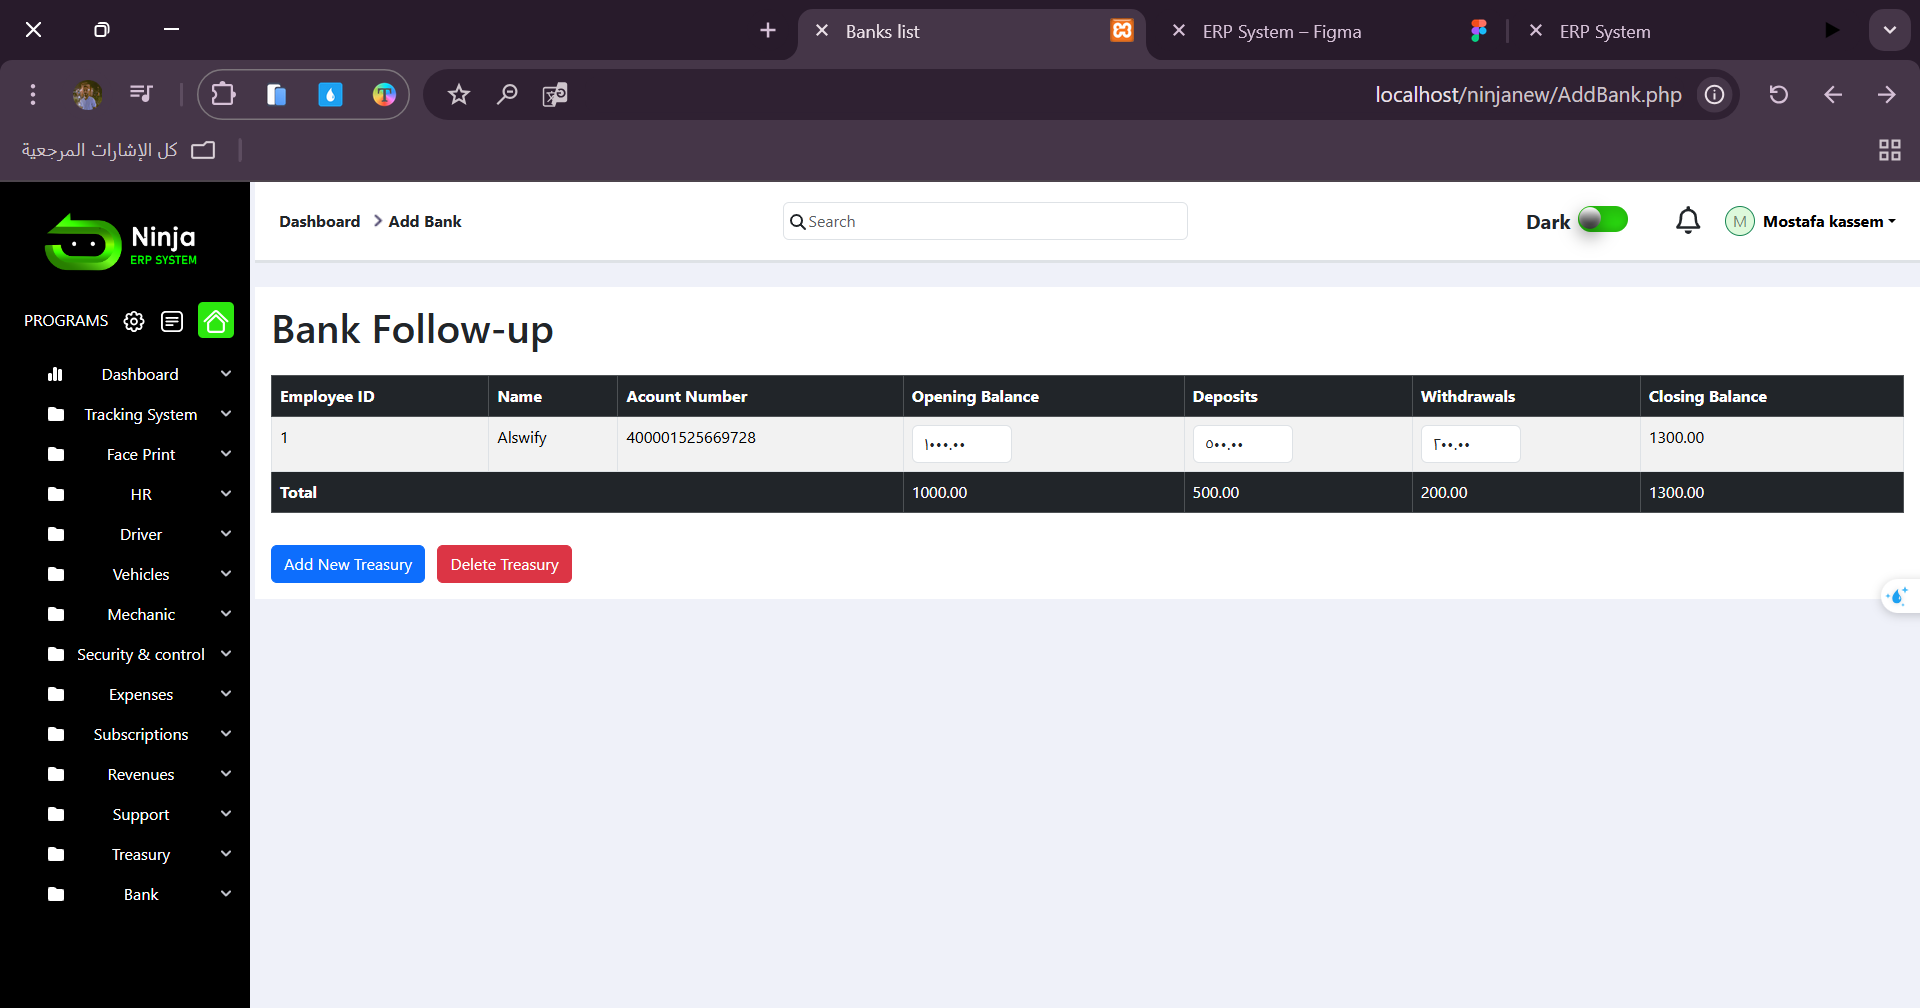 Banks list
ERP System – Figma
ERP System
localhost/ninjanew/AddBank.php
كل الإشارات المرجعية
Ninja
ERP SYSTEM
Dashboard > Add Bank
Search
Dark
M
Mostafa kassem
PROGRAMS
Dashboard
Tracking System
Face Print
HR
Driver
Vehicles
Mechanic
Security & control
Expenses
Subscriptions
Revenues
Support
Treasury
Bank
Bank Follow-up
Employee ID Name Acount Number Opening Balance Deposits Withdrawals Closing Balance
1 Alswify 400001525669728 ١٠٠٠.٠٠ ٥٠٠.٠٠ ٢٠٠.٠٠ 1300.00
Total 1000.00 500.00 200.00 1300.00
Add New Treasury Delete Treasury